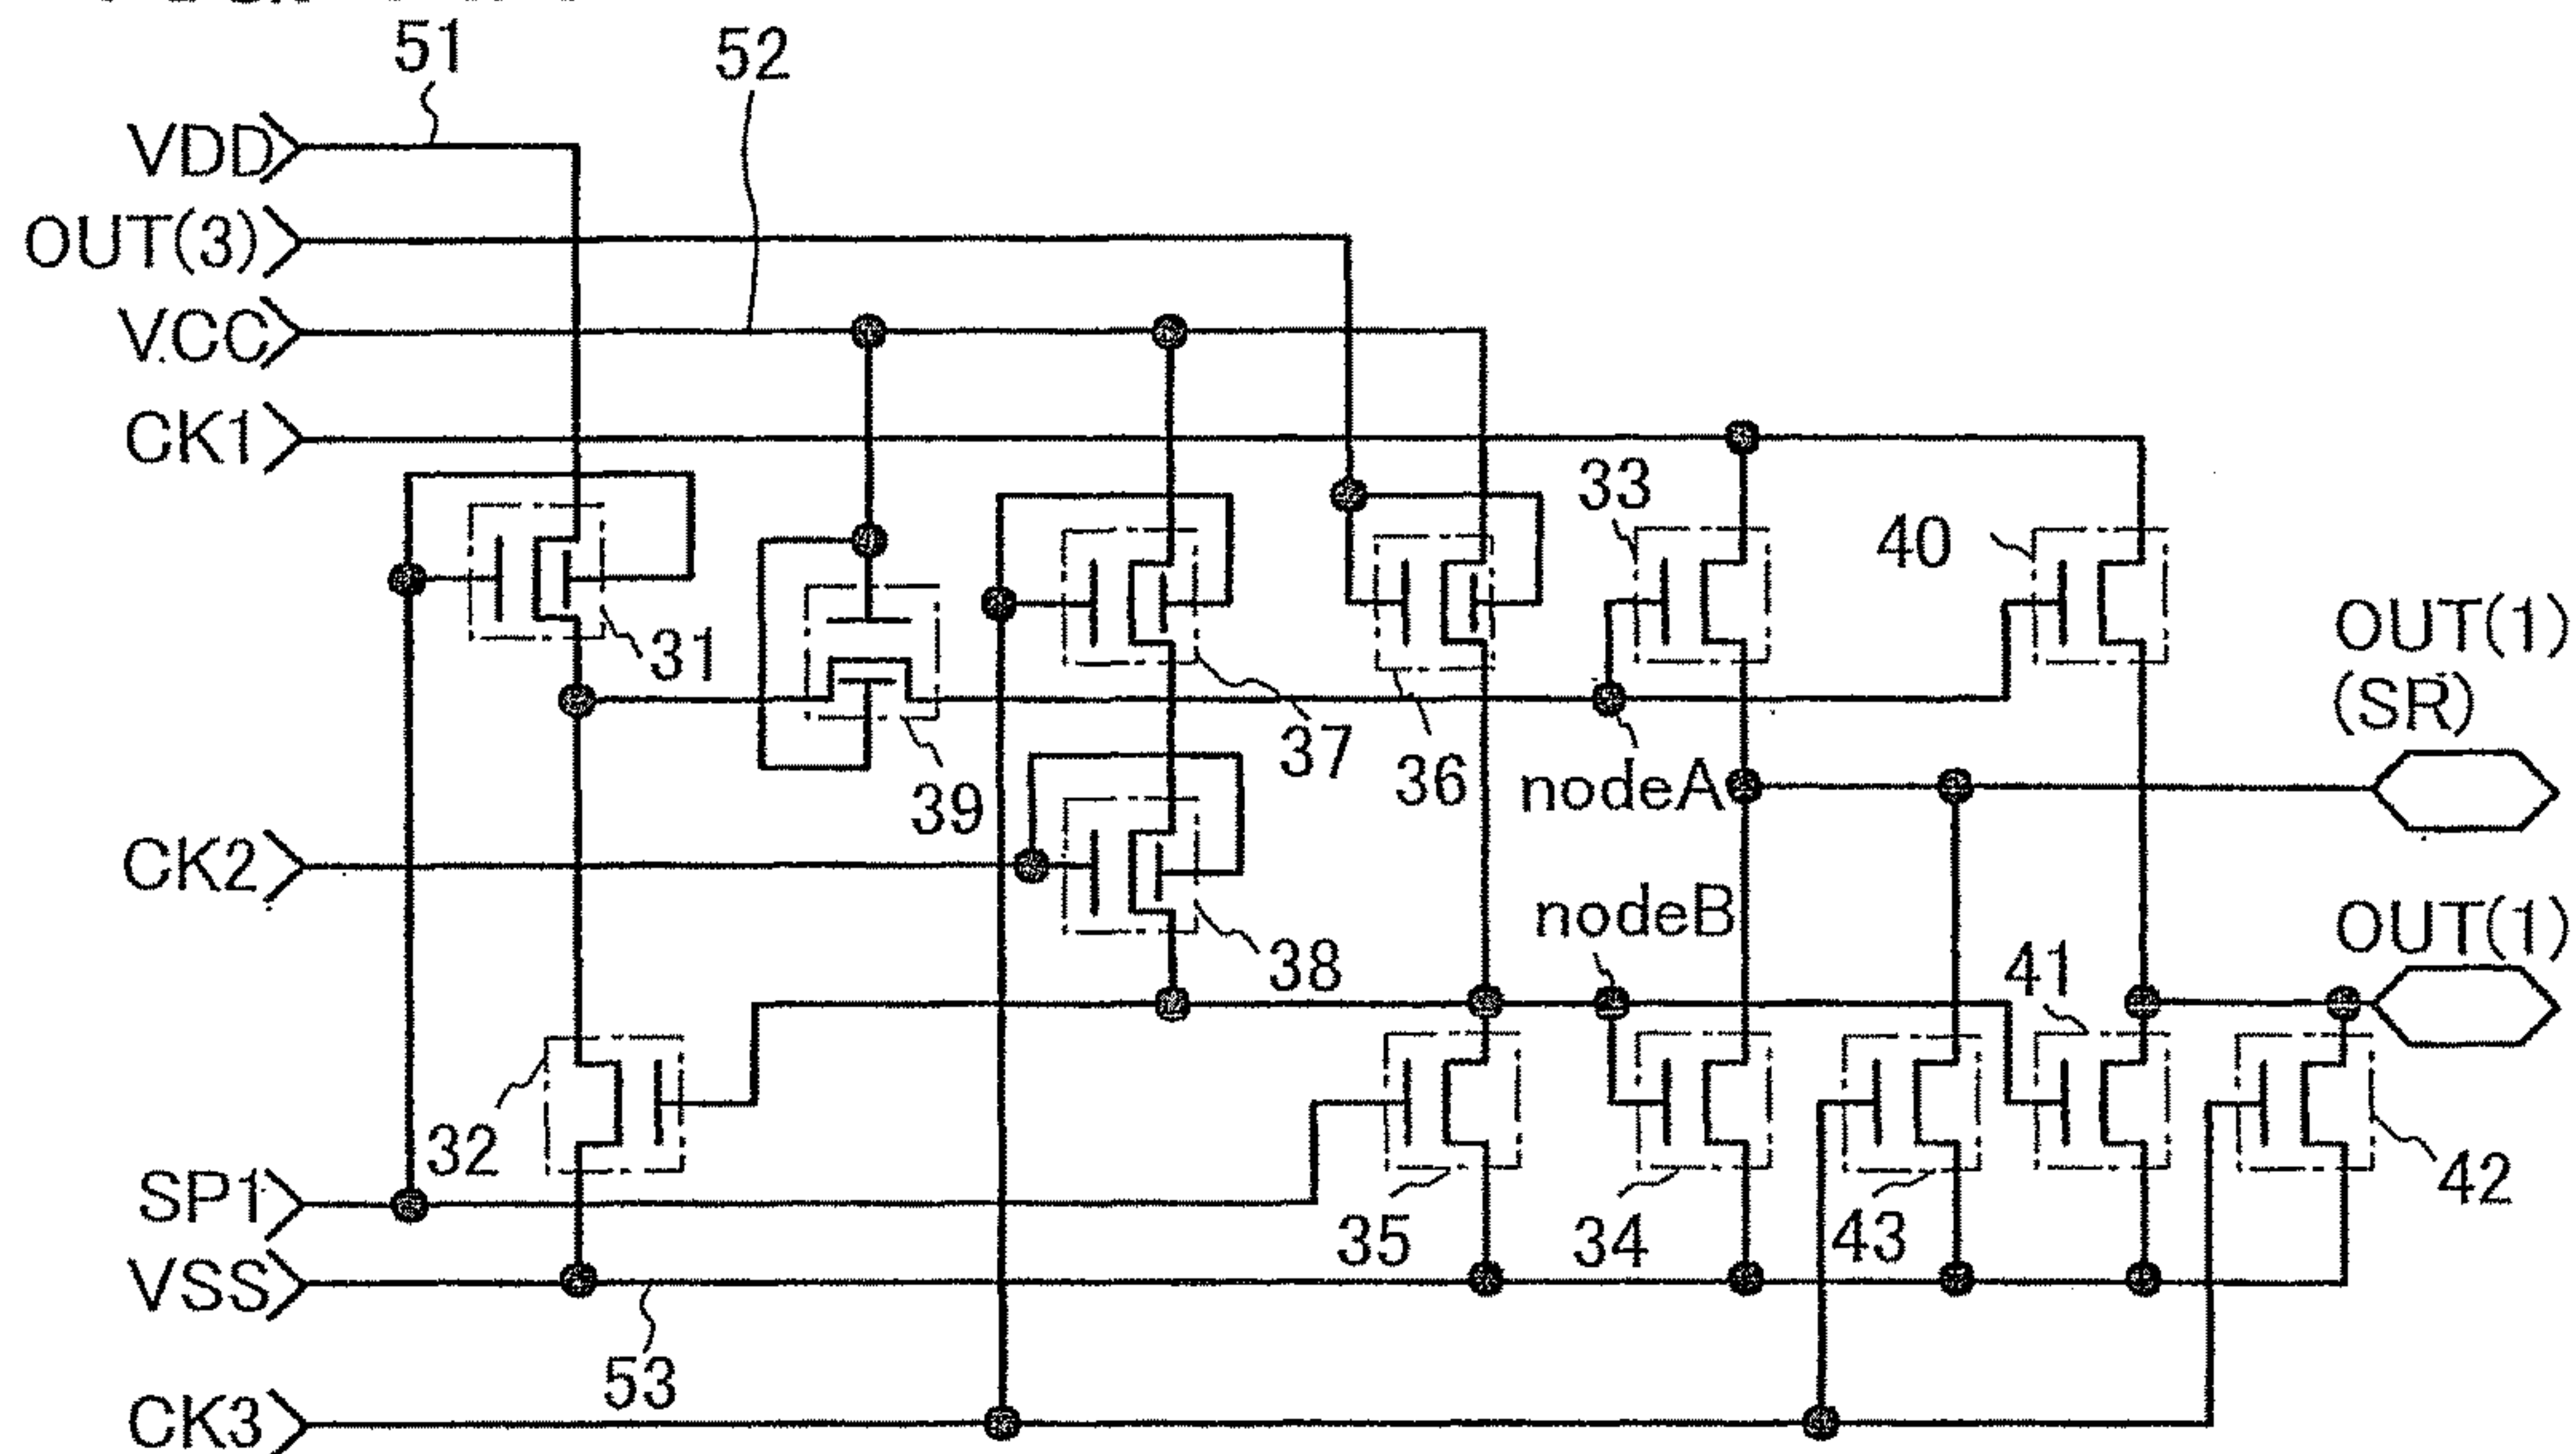 51
52
VDD
OUT(3)
VCC
CK1
33
40
31
OUT(1)
(SR)
37
36
39
nodeA
CK2
nodeB
38
41
OUT(1)
32
SP1
35
34
43
42
VSS
53
CK3